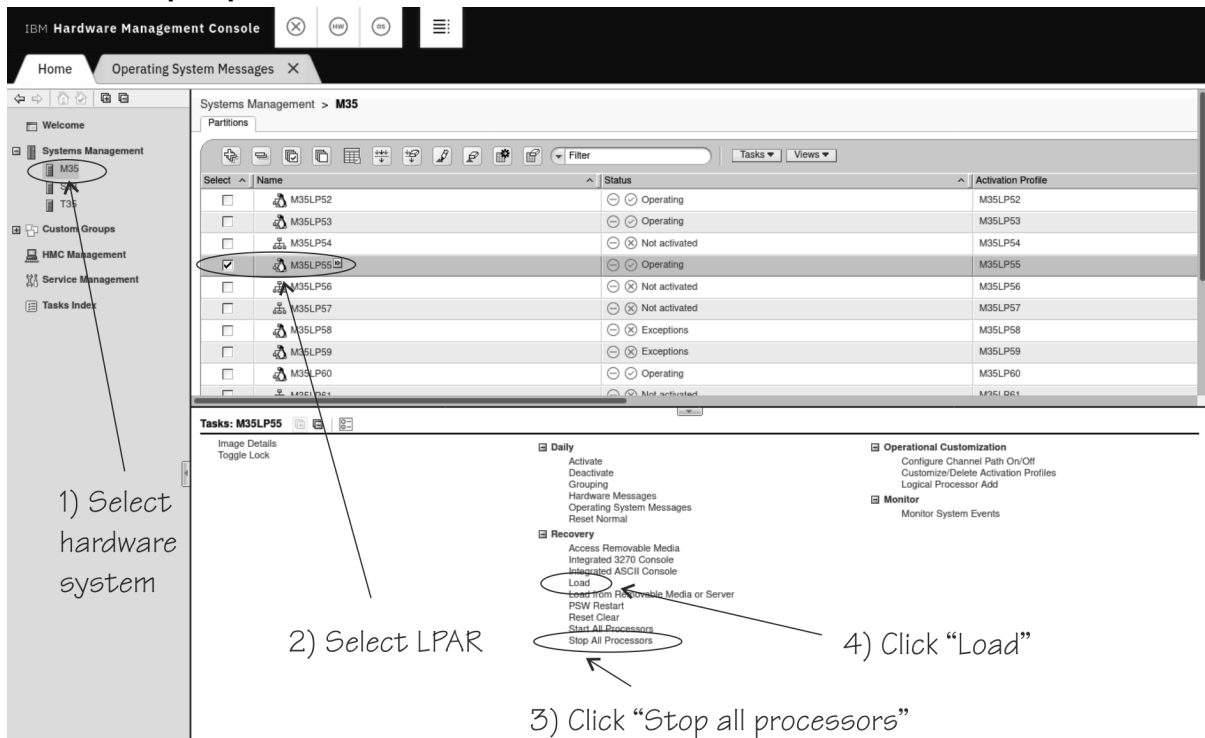 IBM Hardware Management Console
HW
OS
Home
Operating System Messages X
Welcome
Systems Management
M35
T35
Custom Groups
HMC Management
Service Management
Tasks Index
Systems Management > M35
Partitions
Filter
Tasks
Views
Select Name Status Activation Profile
M35LP52 Operating M35LP52
M35LP53 Operating M35LP53
M35LP54 Not activated M35LP54
M35LP55 Operating M35LP55
M35LP56 Not activated M35LP56
M35LP57 Not activated M35LP57
M35LP58 Exceptions M35LP58
M35LP59 Exceptions M35LP59
M35LP60 Operating M35LP60
M35LP61 Not activated M35LP61
Tasks: M35LP55
Image Details
Toggle Lock
Daily
Activate
Deactivate
Grouping
Hardware Messages
Operating System Messages
Reset Normal
Recovery
Access Removable Media
Integrated 3270 Console
Integrated ASCII Console
Load
Load from Removable Media or Server
PSW Restart
Reset Clear
Start All Processors
Stop All Processors
Operational Customization
Configure Channel Path On/Off
Customize/Delete Activation Profiles
Logical Processor Add
Monitor
Monitor System Events
1) Select
hardware
system
2) Select LPAR
4) Click “Load”
3) Click “Stop all processors”